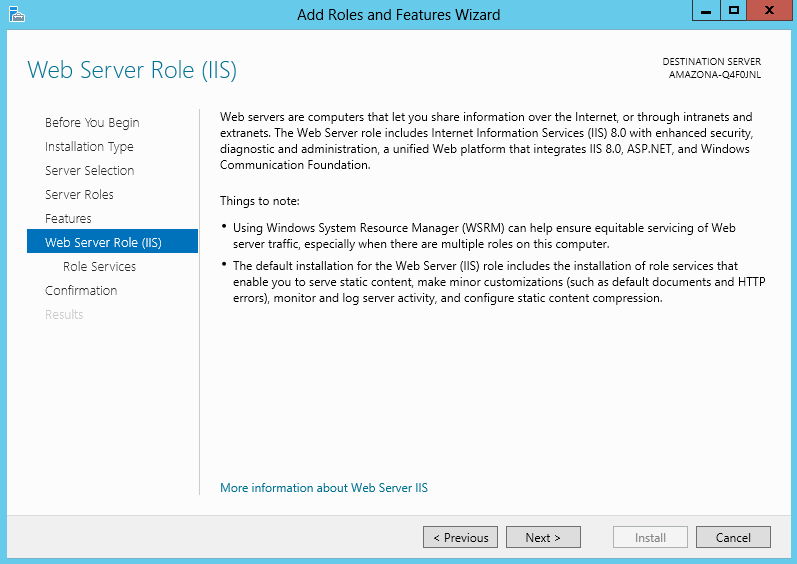 Add Roles and Features Wizard
Web Server Role (IIS)
DESTINATION SERVER
AMAZONA-Q4F0JNL
Before You Begin
Installation Type
Server Selection
Server Roles
Features
Web Server Role (IIS)
Role Services
Confirmation
Results
Web servers are computers that let you share information over the Internet, or through intranets and
extranets. The Web Server role includes Internet Information Services (IIS) 8.0 with enhanced security,
diagnostic and administration, a unified Web platform that integrates IIS 8.0, ASP.NET, and Windows
Communication Foundation.
Things to note:
• Using Windows System Resource Manager (WSRM) can help ensure equitable servicing of Web
server traffic, especially when there are multiple roles on this computer.
• The default installation for the Web Server (IIS) role includes the installation of role services that
enable you to serve static content, make minor customizations (such as default documents and HTTP
errors), monitor and log server activity, and configure static content compression.
More information about Web Server IIS
< Previous
Next >
Install
Cancel